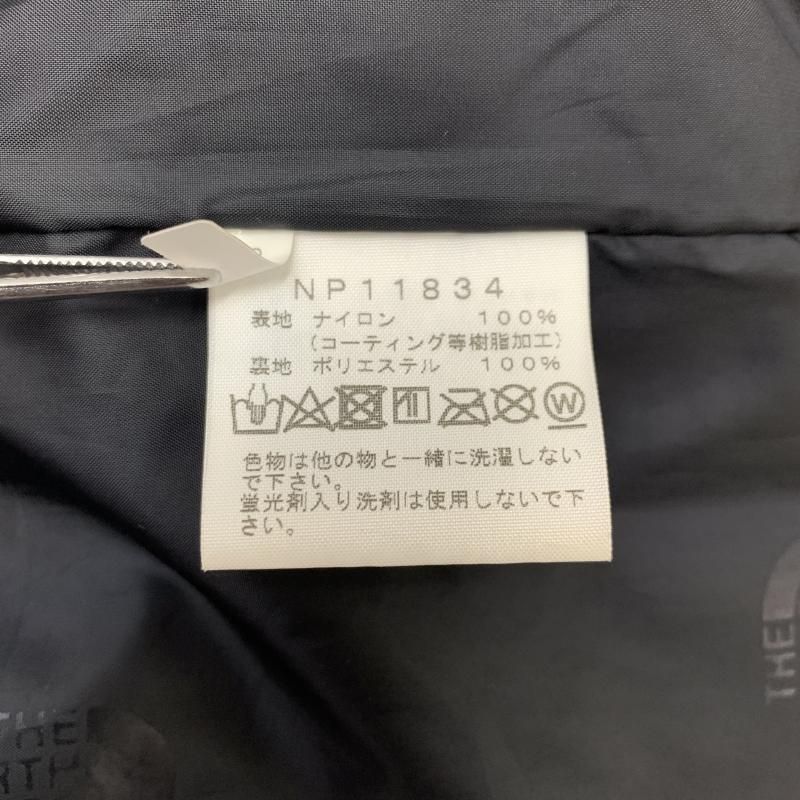 NP11834
表地 ナイロン 100%
(コーティング等樹脂加工)
裏地 ポリエステル 100%
W
色物は他の物と一緒に洗濯しない
で下さい。
蛍光剤入り洗剤は使用しないで下
さい。
THE
THE
RTH